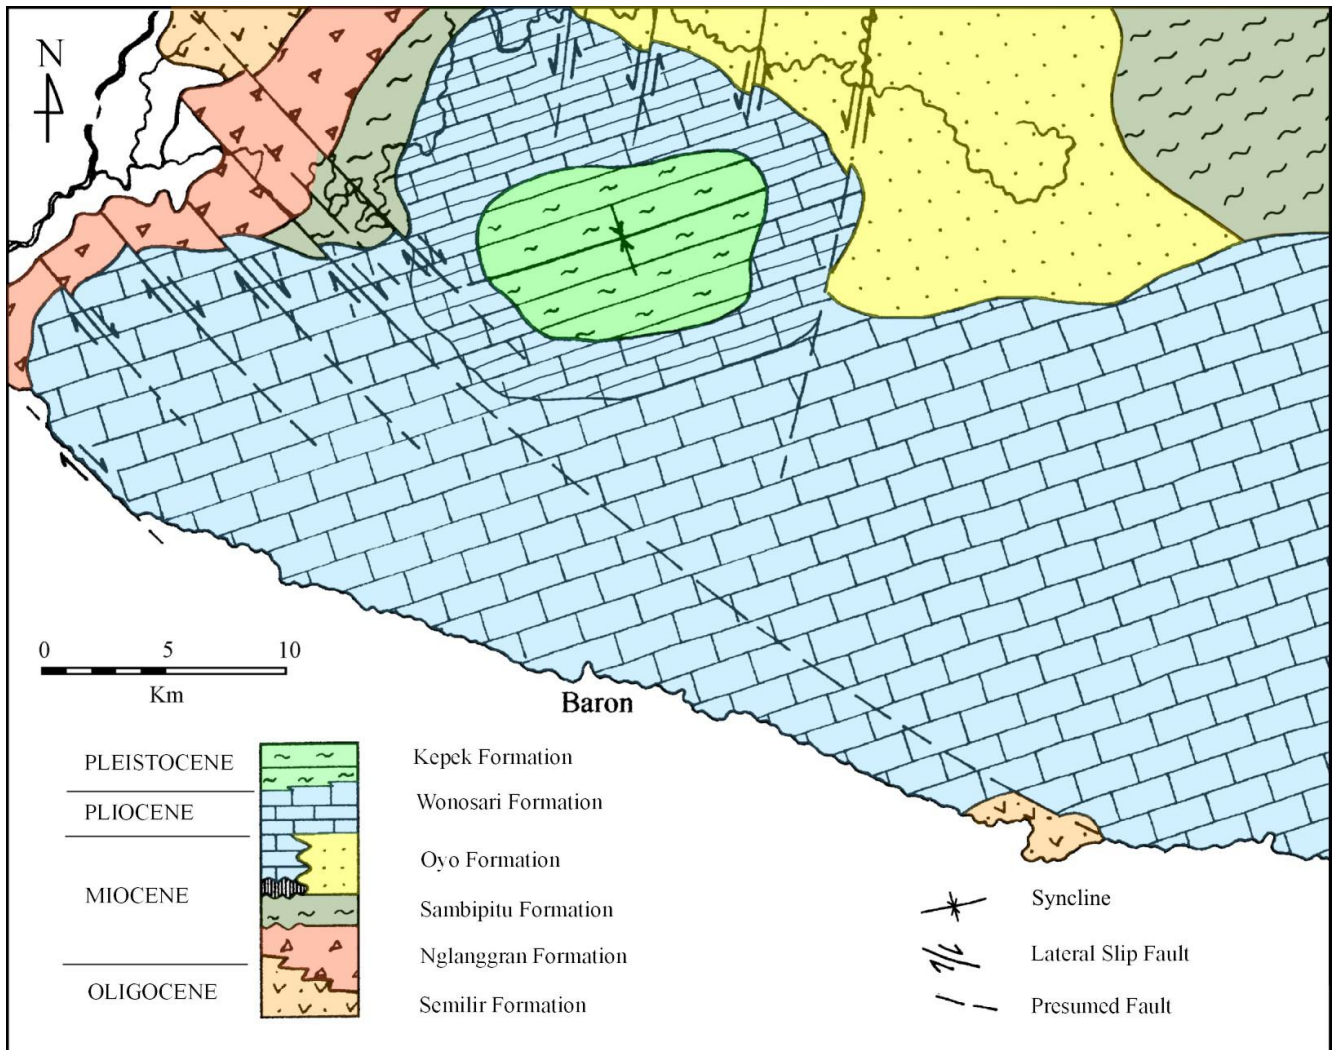 N
0 5 10
Km
Baron
PLEISTOCENE
PLIOCENE
MIOCENE
OLIGOCENE
Kepek Formation
Wonosari Formation
Oyo Formation
Sambipitu Formation
Nglanggran Formation
Semilir Formation
Syncline
Lateral Slip Fault
Presumed Fault